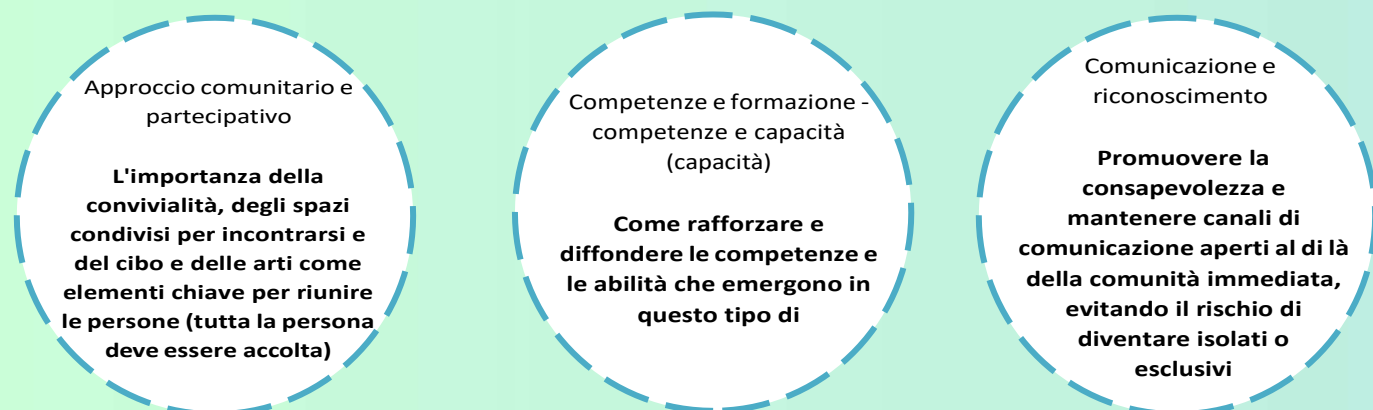 Approccio comunitario e
partecipativo
L'importanza della
convivialità, degli spazi
condivisi per incontrarsi e
del cibo e delle arti come
elementi chiave per riunire
le persone (tutta la persona
deve essere accolta)
Competenze e formazione -
competenze e capacità
(capacità)
Come rafforzare e
diffondere le competenze e
le abilità che emergono in
questo tipo di
Comunicazione e
riconoscimento
Promuovere la
consapevolezza e
mantenere canali di
comunicazione aperti al di là
della comunità immediata,
evitando il rischio di
diventare isolati o
esclusivi